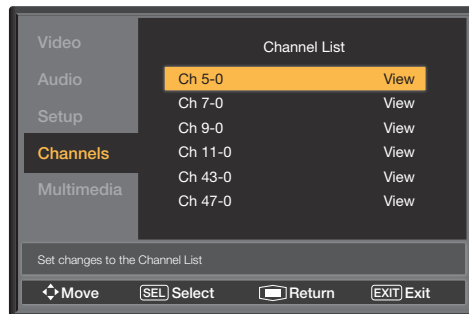 Video
Audio
Setup
Channels
Multimedia
Channel List
Ch 5-0 View
Ch 7-0 View
Ch 9-0 View
Ch 11-0 View
Ch 43-0 View
Ch 47-0 View
Set changes to the Channel List
Move SEL Select Return EXIT Exit